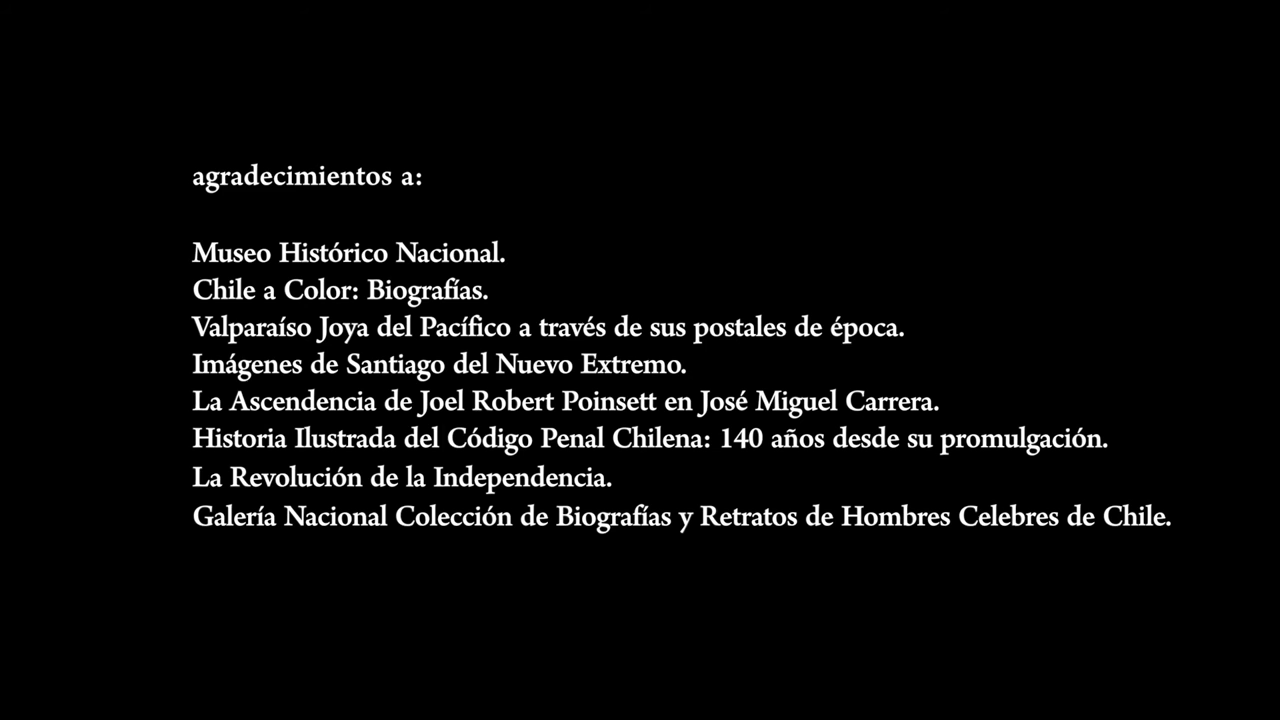 agradecimientos a:
Museo Histórico Nacional.
Chile a Color: Biografías.
Valparaíso Joya del Pacífico a través de sus postales de época.
Imágenes de Santiago del Nuevo Extremo.
La Ascendencia de Joel Robert Poinsett en José Miguel Carrera.
Historia Ilustrada del Código Penal Chilena: 140 años desde su promulgación.
La Revolución de la Independencia.
Galería Nacional Colección de Biografías y Retratos de Hombres Celebres de Chile.